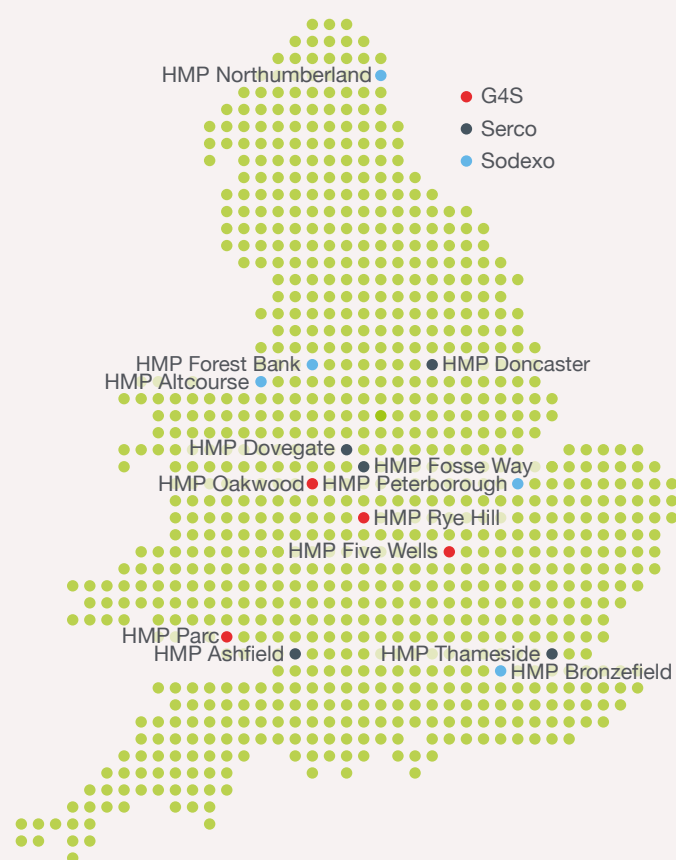 HMP Northumberland
G4S
Serco
Sodexo
HMP Forest Bank
HMP Doncaster
HMP Altcourse
HMP Dovegate
HMP Fosse Way
HMP Oakwood
HMP Peterborough
HMP Rye Hill
HMP Five Wells
HMP Parc
HMP Ashfield
HMP Thameside
HMP Bronzefield